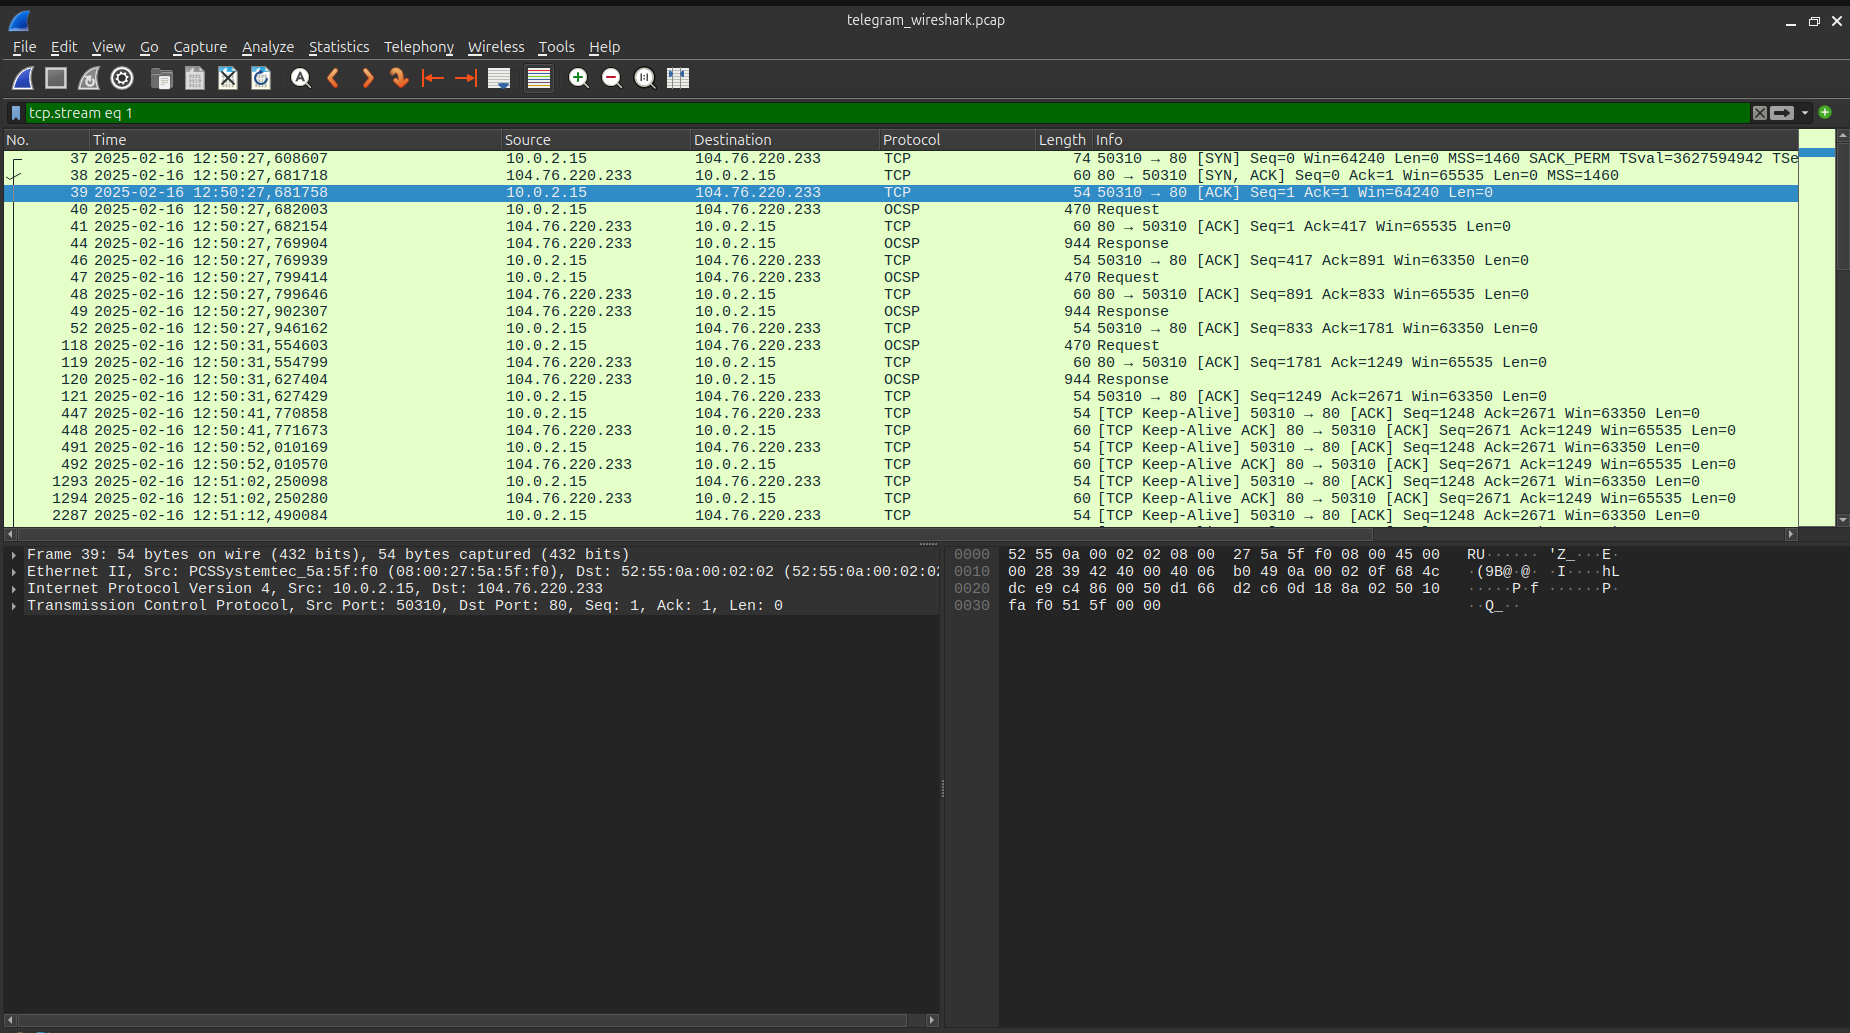 telegram_wireshark.pcap
File Edit View Go Capture Analyze Statistics Telephony Wireless Tools Help
tcp.stream eq 1
No. Time Source Destination Protocol Length Info
37 2025-02-16 12:50:27,608607 10.0.2.15 104.76.220.233 TCP 74 50310 → 80 [SYN] Seq=0 Win=64240 Len=0 MSS=1460 SACK_PERM TSval=3627594942 TSe
38 2025-02-16 12:50:27,681718 104.76.220.233 10.0.2.15 TCP 60 80 → 50310 [SYN, ACK] Seq=0 Ack=1 Win=65535 Len=0 MSS=1460
39 2025-02-16 12:50:27,681758 10.0.2.15 104.76.220.233 TCP 54 50310 → 80 [ACK] Seq=1 Ack=1 Win=64240 Len=0
40 2025-02-16 12:50:27,682003 10.0.2.15 104.76.220.233 OCSP 470 Request
41 2025-02-16 12:50:27,682154 104.76.220.233 10.0.2.15 TCP 60 80 → 50310 [ACK] Seq=1 Ack=417 Win=65535 Len=0
44 2025-02-16 12:50:27,769904 104.76.220.233 10.0.2.15 OCSP 944 Response
46 2025-02-16 12:50:27,769939 10.0.2.15 104.76.220.233 TCP 54 50310 → 80 [ACK] Seq=417 Ack=891 Win=63350 Len=0
47 2025-02-16 12:50:27,799414 10.0.2.15 104.76.220.233 OCSP 470 Request
48 2025-02-16 12:50:27,799646 104.76.220.233 10.0.2.15 TCP 60 80 → 50310 [ACK] Seq=891 Ack=833 Win=65535 Len=0
49 2025-02-16 12:50:27,902307 104.76.220.233 10.0.2.15 OCSP 944 Response
52 2025-02-16 12:50:27,946162 10.0.2.15 104.76.220.233 TCP 54 50310 → 80 [ACK] Seq=833 Ack=1781 Win=63350 Len=0
118 2025-02-16 12:50:31,554603 10.0.2.15 104.76.220.233 OCSP 470 Request
119 2025-02-16 12:50:31,554799 104.76.220.233 10.0.2.15 TCP 60 80 → 50310 [ACK] Seq=1781 Ack=1249 Win=65535 Len=0
120 2025-02-16 12:50:31,627404 104.76.220.233 10.0.2.15 OCSP 944 Response
121 2025-02-16 12:50:31,627429 10.0.2.15 104.76.220.233 TCP 54 50310 → 80 [ACK] Seq=1249 Ack=2671 Win=63350 Len=0
447 2025-02-16 12:50:41,770858 10.0.2.15 104.76.220.233 TCP 54 [TCP Keep-Alive] 50310 → 80 [ACK] Seq=1248 Ack=2671 Win=63350 Len=0
448 2025-02-16 12:50:41,771673 104.76.220.233 10.0.2.15 TCP 60 [TCP Keep-Alive ACK] 80 → 50310 [ACK] Seq=2671 Ack=1249 Win=65535 Len=0
491 2025-02-16 12:50:52,010169 10.0.2.15 104.76.220.233 TCP 54 [TCP Keep-Alive] 50310 → 80 [ACK] Seq=1248 Ack=2671 Win=63350 Len=0
492 2025-02-16 12:50:52,010570 104.76.220.233 10.0.2.15 TCP 60 [TCP Keep-Alive ACK] 80 → 50310 [ACK] Seq=2671 Ack=1249 Win=65535 Len=0
1293 2025-02-16 12:51:02,250098 10.0.2.15 104.76.220.233 TCP 54 [TCP Keep-Alive] 50310 → 80 [ACK] Seq=1248 Ack=2671 Win=63350 Len=0
1294 2025-02-16 12:51:02,250280 104.76.220.233 10.0.2.15 TCP 60 [TCP Keep-Alive ACK] 80 → 50310 [ACK] Seq=2671 Ack=1249 Win=65535 Len=0
2287 2025-02-16 12:51:12,490084 10.0.2.15 104.76.220.233 TCP 54 [TCP Keep-Alive] 50310 → 80 [ACK] Seq=1248 Ack=2671 Win=63350 Len=0
Frame 39: 54 bytes on wire (432 bits), 54 bytes captured (432 bits)
Ethernet II, Src: PCSSystemtec_5a:5f:f0 (08:00:27:5a:5f:f0), Dst: 52:55:0a:00:02:02 (52:55:0a:00:02:02
Internet Protocol Version 4, Src: 10.0.2.15, Dst: 104.76.220.233
Transmission Control Protocol, Src Port: 50310, Dst Port: 80, Seq: 1, Ack: 1, Len: 0
0000 52 55 0a 00 02 02 08 00 27 5a 5f f0 08 00 45 00 RU······ 'Z_···E·
0010 00 28 39 42 40 00 40 06 b0 49 0a 00 02 0f 68 4c ·(9B@·@· ·I····hL
0020 dc e9 c4 86 00 50 d1 66 d2 c6 0d 18 8a 02 50 10 ·····P·f ······P·
0030 fa f0 51 5f 00 00 ··Q_··